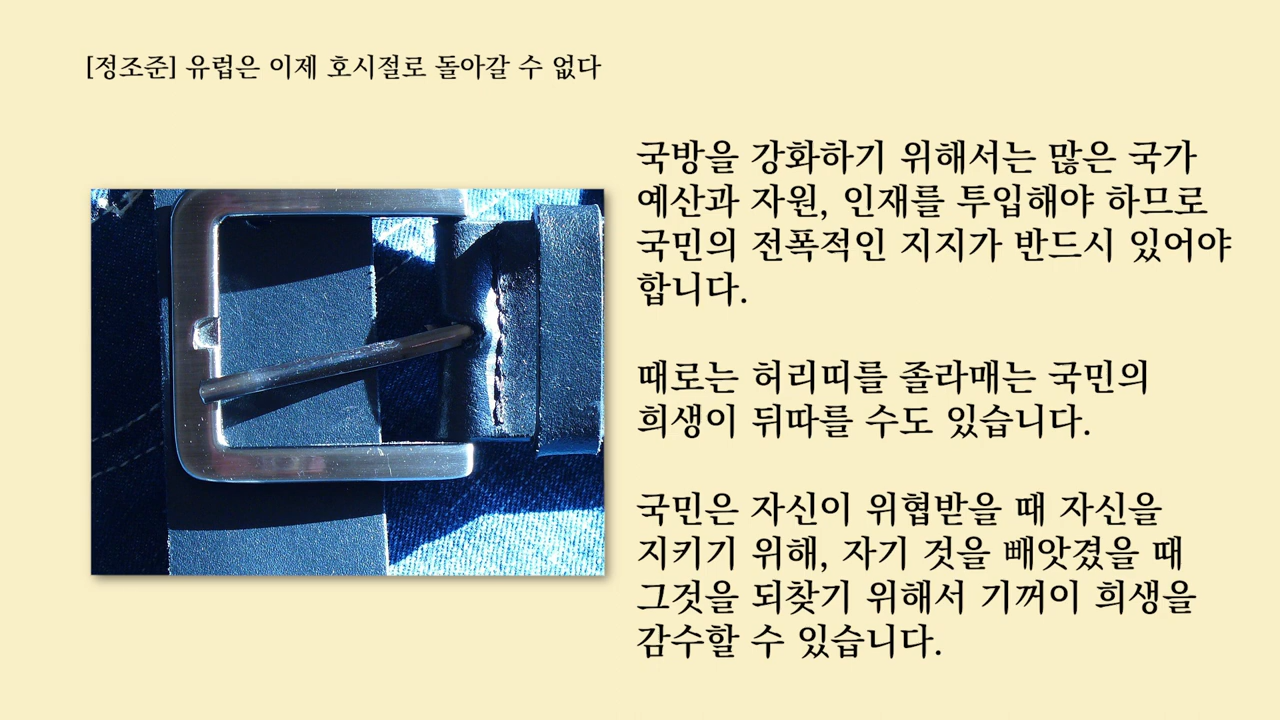 [정조준] 유럽은 이제 호시절로 돌아갈 수 없다
국방을 강화하기 위해서는 많은 국가
예산과 자원, 인재를 투입해야 하므로
국민의 전폭적인 지지가 반드시 있어야
합니다.
때로는 허리띠를 졸라매는 국민의
희생이 뒤따를 수도 있습니다.
국민은 자신이 위협받을 때 자신을
지키기 위해, 자기 것을 빼앗겼을 때
그것을 되찾기 위해서 기꺼이 희생을
감수할 수 있습니다.